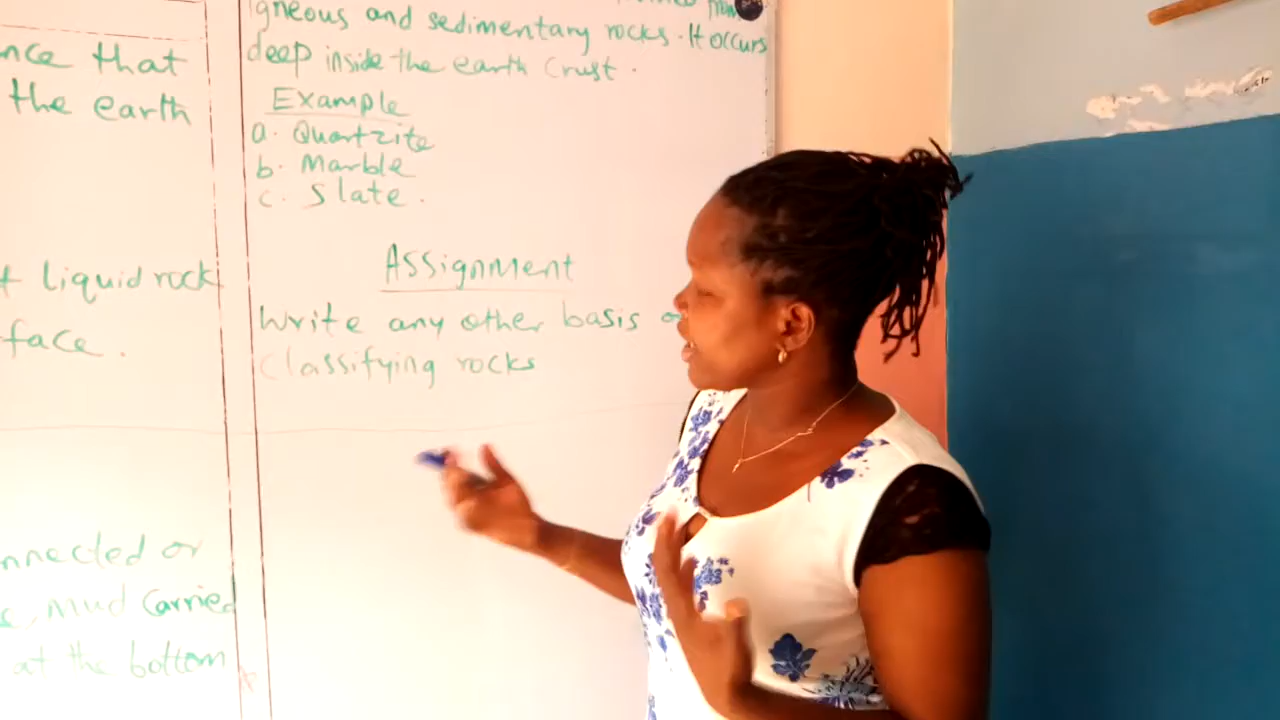 nce that
the earth
t liquid rock
face.
nnected or
mud carried
at the bottom
igneous and sedimentary rocks. It occurs
deep inside the earth crust.
Example
a. Quartzite
b. Marble
c. Slate.
Assignment
Write any other basis o
classifying rocks